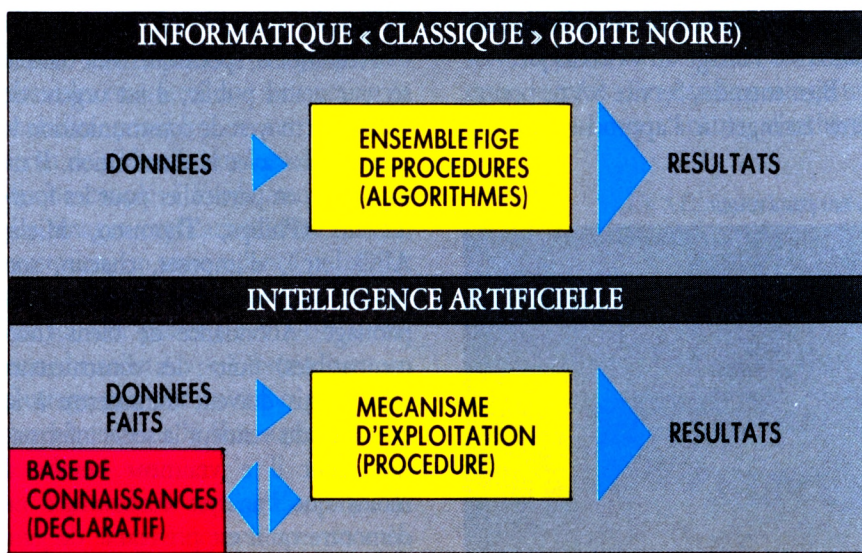 INFORMATIQUE « CLASSIQUE » (BOITE NOIRE)
DONNEES
ENSEMBLE FIGE
DE PROCEDURES
(ALGORITHMES)
RESULTATS
INTELLIGENCE ARTIFICIELLE
DONNEES
FAITS
BASE DE
CONNAISSANCES
(DECLARATIF)
MECANISME
D'EXPLOITATION
(PROCEDURE)
RESULTATS